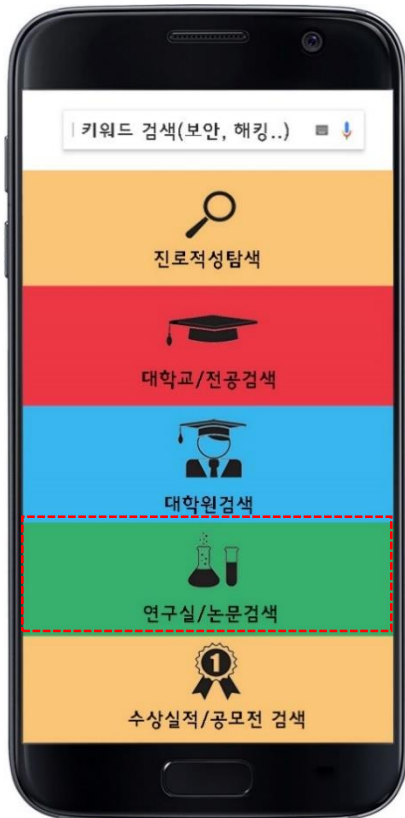 키워드 검색(보안, 해킹..)
진로적성탐색
대학교/전공검색
대학원검색
연구실/논문검색
1
수상실적/공모전 검색